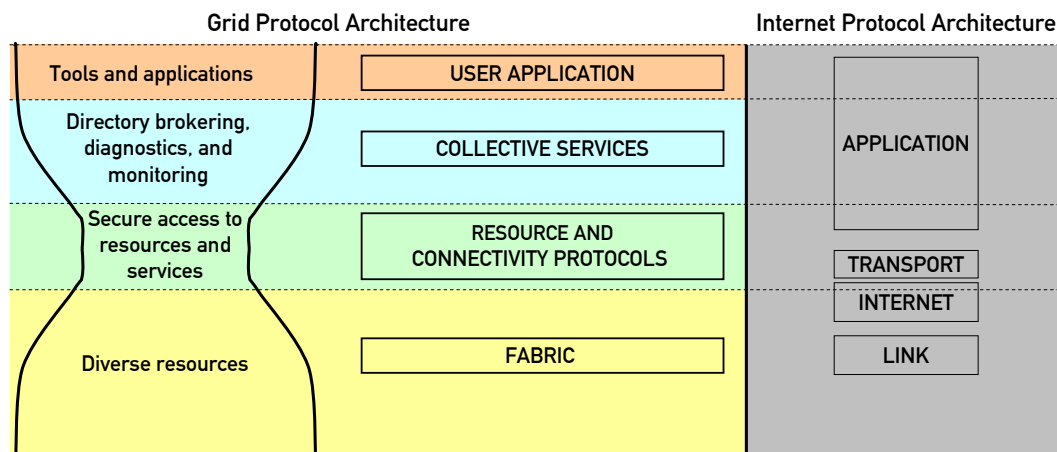 Grid Protocol Architecture
Internet Protocol Architecture
Tools and applications
USER APPLICATION
Directory brokering,
diagnostics, and
monitoring
COLLECTIVE SERVICES
APPLICATION
Secure access to
resources and
services
RESOURCE AND
CONNECTIVITY PROTOCOLS
TRANSPORT
INTERNET
Diverse resources
FABRIC
LINK